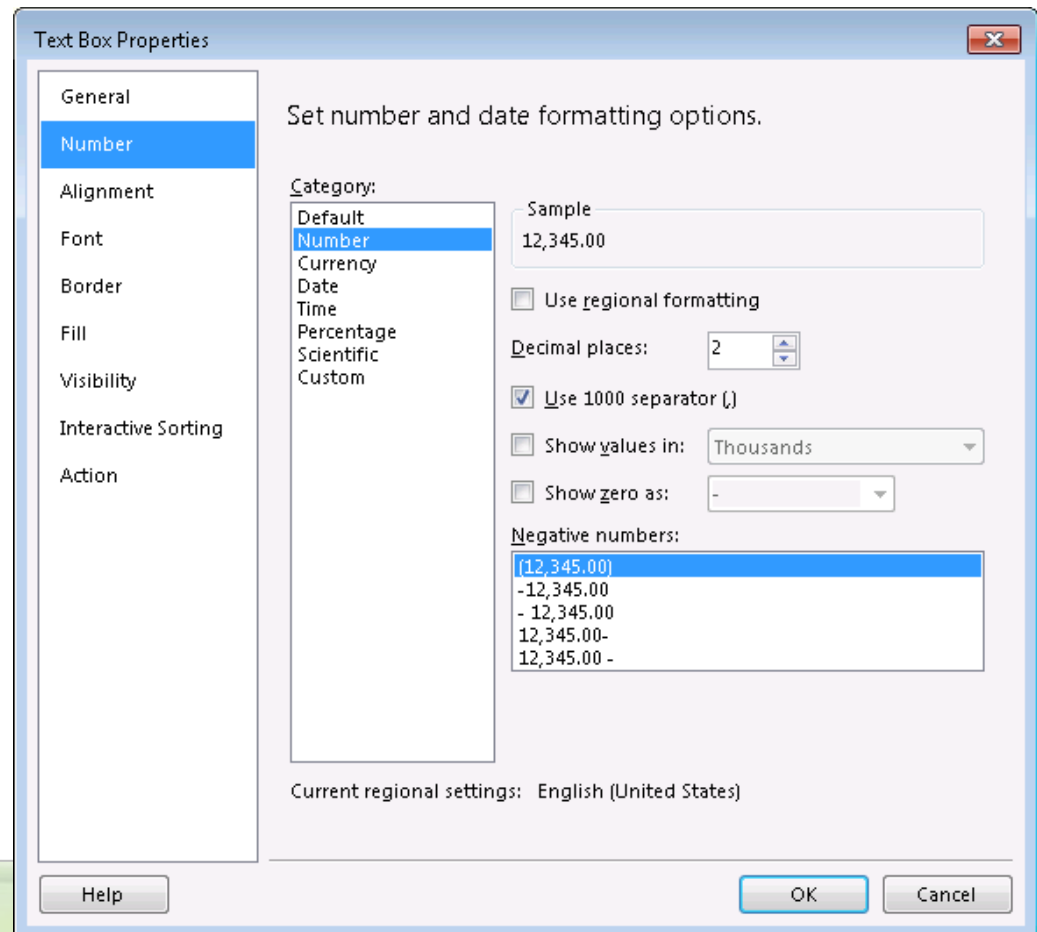 Text Box Properties
General
Number
Alignment
Font
Border
Fill
Visibility
Interactive Sorting
Action
Set number and date formatting options.
Category:
Default
Number
Currency
Date
Time
Percentage
Scientific
Custom
Sample
12,345.00
Use regional formatting
Decimal places: 2
Use 1000 separator (,)
Show values in: Thousands
Show zero as: -
Negative numbers:
(12,345.00)
-12,345.00
- 12,345.00
12,345.00-
12,345.00 -
Current regional settings: English (United States)
Help OK Cancel